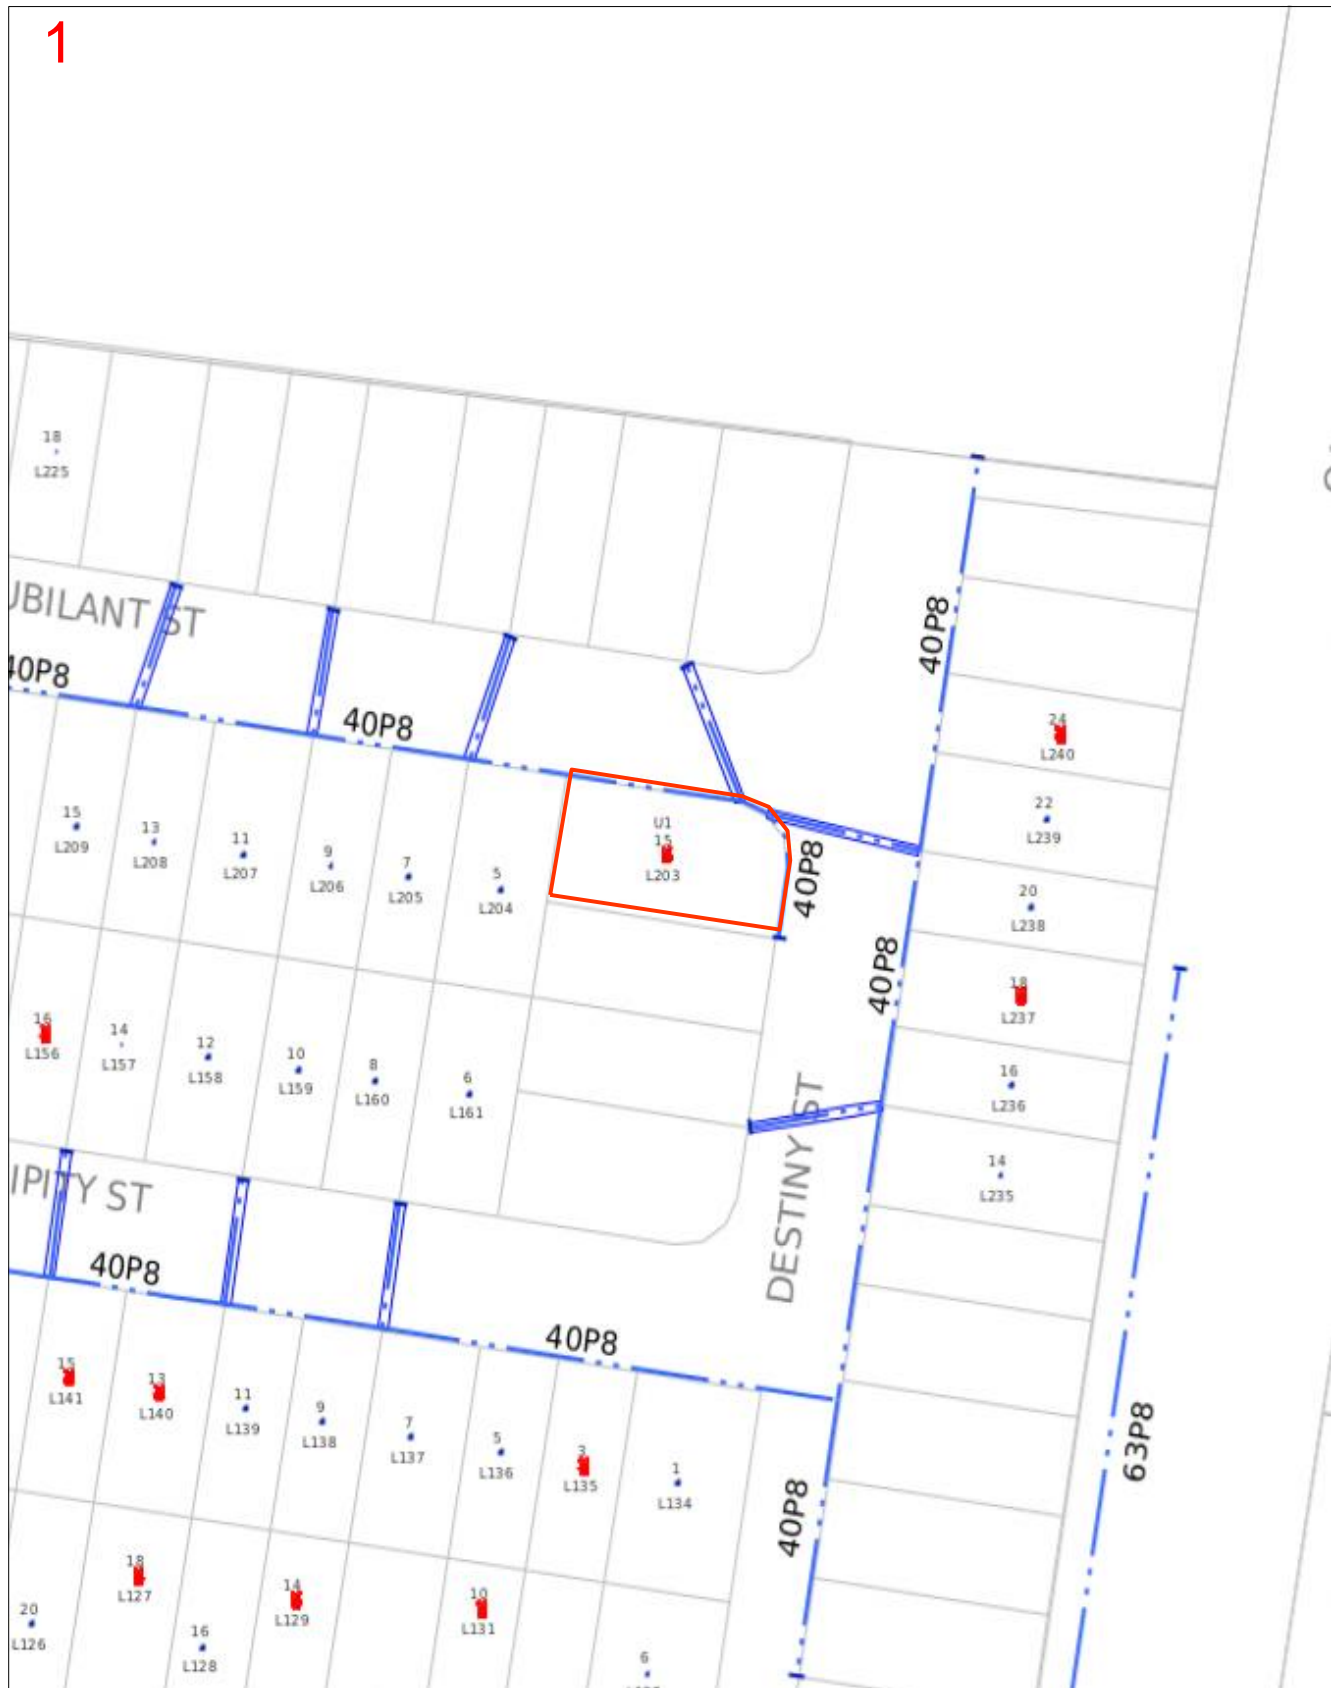 1
18
L225
UBILANT ST
40P8
40P8
40P8
24
L240
22
L239
U1
15
L203
15
L209
13
L208
11
L207
9
L206
7
L205
5
L204
40P8
20
L238
40P8
18
L237
16
L156
14
L157
12
L158
10
L159
8
L160
6
L161
16
L236
14
L235
DESTINY ST
IPITY ST
40P8
40P8
63P8
15
L141
13
L140
11
L139
9
L138
7
L137
5
L136
3
L135
1
L134
40P8
18
L127
14
L129
10
L131
20
L126
16
L128
6